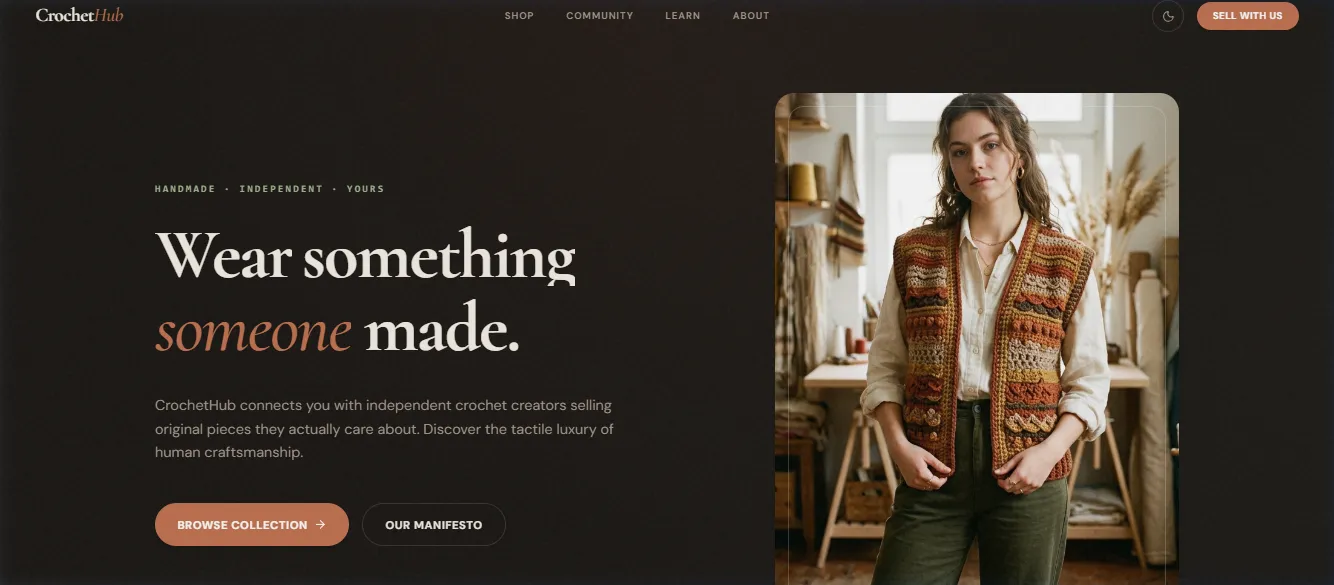 CrochetHub
SHOP COMMUNITY LEARN ABOUT
SELL WITH US
HANDMADE · INDEPENDENT · YOURS
Wear something
someone made.
CrochetHub connects you with independent crochet creators selling
original pieces they actually care about. Discover the tactile luxury of
human craftsmanship.
BROWSE COLLECTION →
OUR MANIFESTO